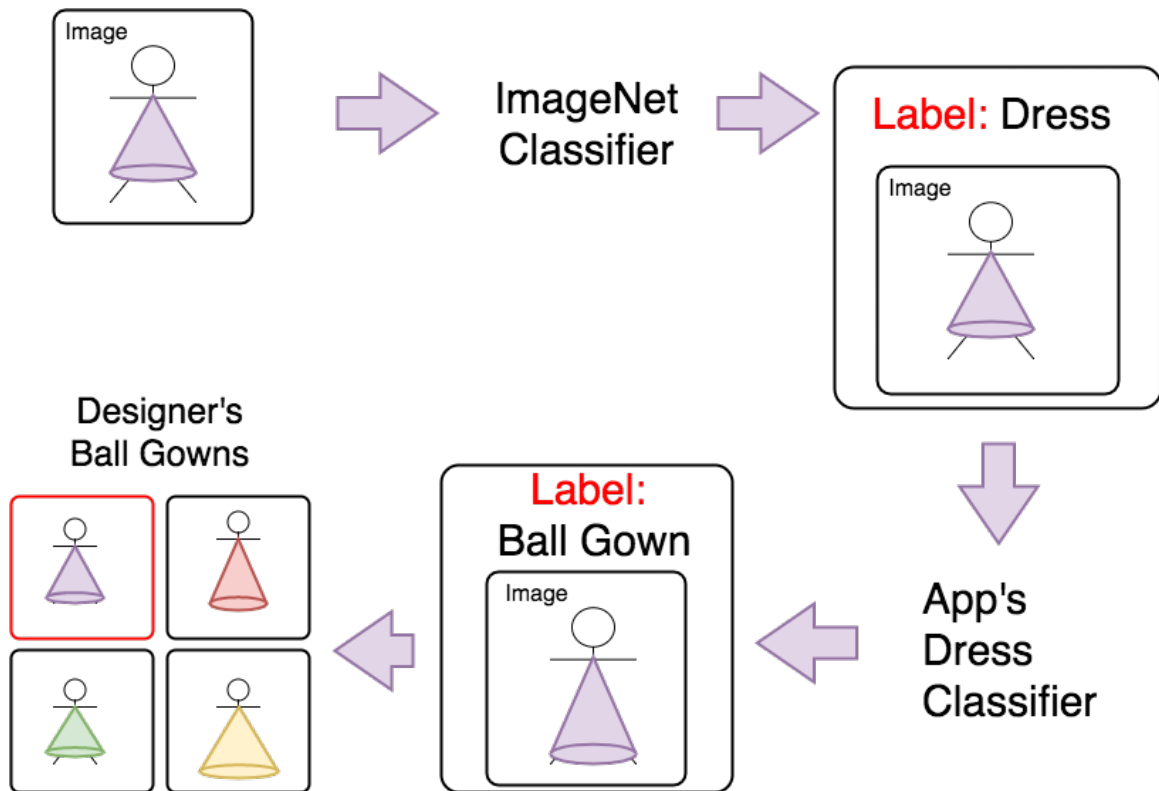 Image
ImageNet
Classifier
Label: Dress
Image
App's
Dress
Classifier
Label:
Ball Gown
Image
Designer's
Ball Gowns